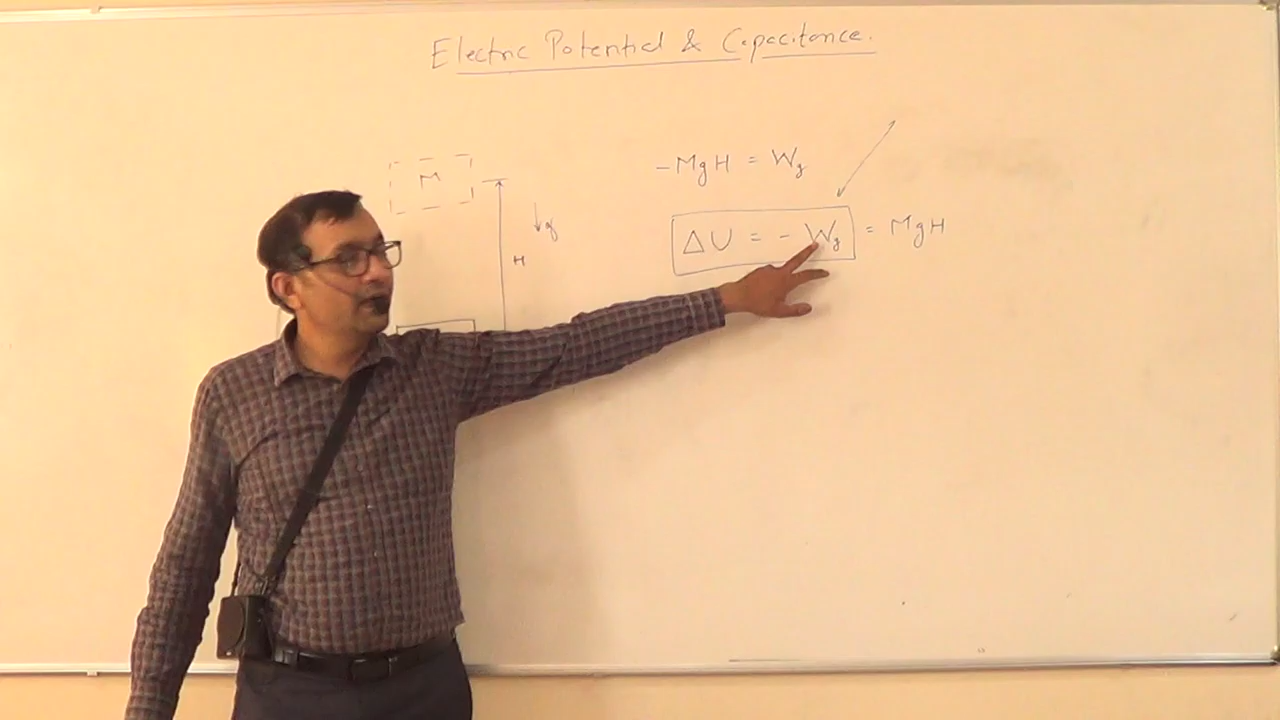 Electric Potential & Capacitance.
M
g
H
-MgH = Wg
ΔU = - Wg = MgH